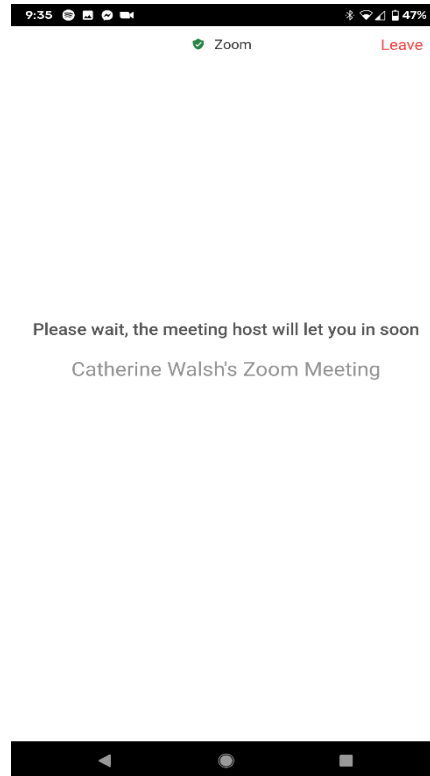 9:35 47%
Zoom Leave
Please wait, the meeting host will let you in soon
Catherine Walsh's Zoom Meeting